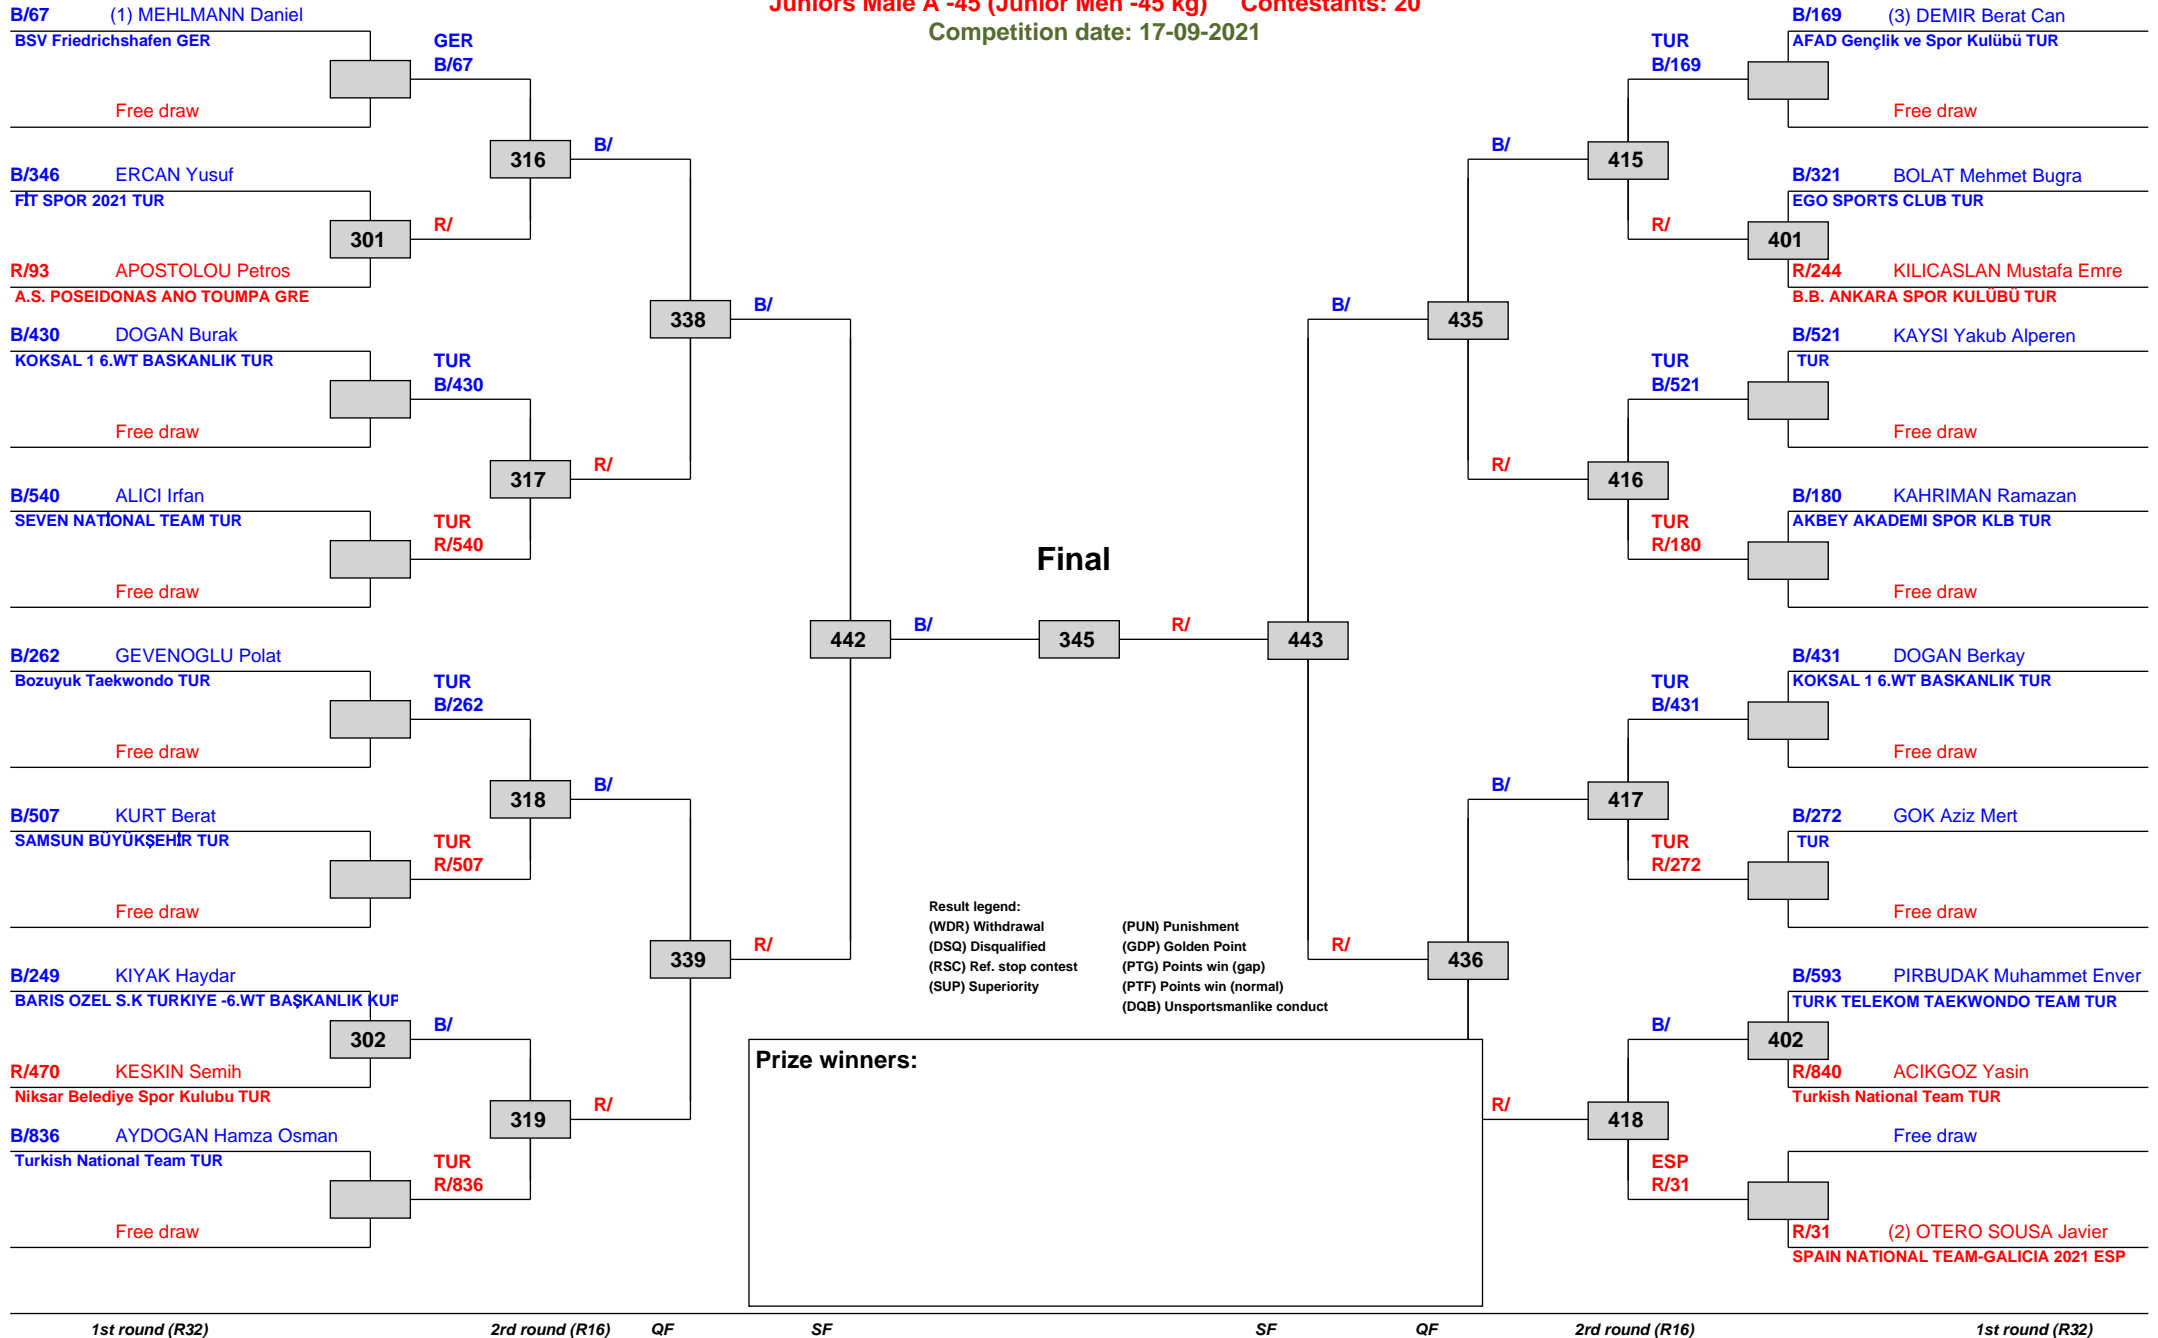 Juniors Male A -45 (Junior Men -45 kg) Contestants: 20
Competition date: 17-09-2021
B/67 (1) MEHLMANN Daniel
BSV Friedrichshafen GER
Free draw
GER
B/67
B/346 ERCAN Yusuf
FİT SPOR 2021 TUR
301
R/93 APOSTOLOU Petros
A.S. POSEIDONAS ANO TOUMPA GRE
R/
316
B/
B/430 DOGAN Burak
KOKSAL 1 6.WT BASKANLIK TUR
Free draw
TUR
B/430
B/540 ALICI Irfan
SEVEN NATİONAL TEAM TUR
Free draw
TUR
R/540
317
R/
338
B/
B/262 GEVENOGLU Polat
Bozuyuk Taekwondo TUR
Free draw
TUR
B/262
B/507 KURT Berat
SAMSUN BÜYÜKŞEHİR TUR
Free draw
TUR
R/507
318
B/
B/249 KIYAK Haydar
BARIS OZEL S.K TURKIYE -6.WT BAŞKANLIK KUP
302
R/470 KESKIN Semih
Niksar Belediye Spor Kulubu TUR
B/
B/836 AYDOGAN Hamza Osman
Turkish National Team TUR
Free draw
TUR
R/836
319
R/
339
R/
442
B/
Final
345
R/
443
B/169 (3) DEMIR Berat Can
AFAD Gençlik ve Spor Kulübü TUR
Free draw
TUR
B/169
B/321 BOLAT Mehmet Bugra
EGO SPORTS CLUB TUR
401
R/244 KILICASLAN Mustafa Emre
B.B. ANKARA SPOR KULÜBÜ TUR
R/
415
B/
B/521 KAYSI Yakub Alperen
TUR
Free draw
TUR
B/521
B/180 KAHRIMAN Ramazan
AKBEY AKADEMI SPOR KLB TUR
Free draw
TUR
R/180
416
R/
435
B/
B/431 DOGAN Berkay
KOKSAL 1 6.WT BASKANLIK TUR
Free draw
TUR
B/431
B/272 GOK Aziz Mert
TUR
Free draw
TUR
R/272
417
B/
B/593 PIRBUDAK Muhammet Enver
TURK TELEKOM TAEKWONDO TEAM TUR
402
R/840 ACIKGOZ Yasin
Turkish National Team TUR
B/
Free draw
R/31 (2) OTERO SOUSA Javier
SPAIN NATIONAL TEAM-GALICIA 2021 ESP
ESP
R/31
418
R/
436
R/
Result legend:
(WDR) Withdrawal (PUN) Punishment
(DSQ) Disqualified (GDP) Golden Point
(RSC) Ref. stop contest (PTG) Points win (gap)
(SUP) Superiority (PTF) Points win (normal)
(DQB) Unsportsmanlike conduct
Prize winners:
1st round (R32) 2rd round (R16) QF SF SF QF 2rd round (R16) 1st round (R32)